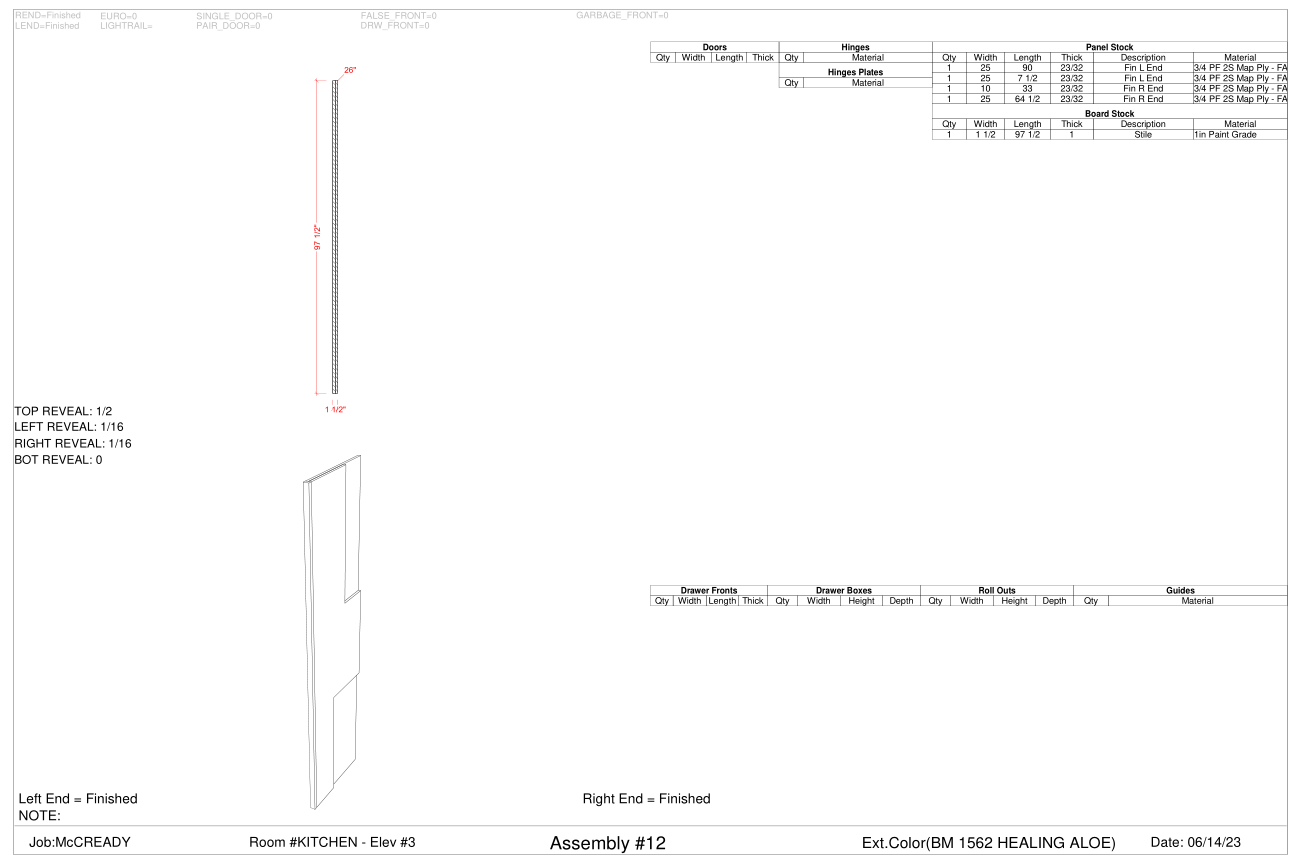 REND=Finished EURO=0 SINGLE_DOOR=0 FALSE_FRONT=0 GARBAGE_FRONT=0
LEND=Finished LIGHTRAIL= PAIR_DOOR=0 DRW_FRONT=0
Doors Hinges Panel Stock
Qty Width Length Thick Qty Material Qty Width Length Thick Description Material
1 25 90 23/32 Fin L End 3/4 PF 2S Map Ply - FA
Hinges Plates 1 25 7 1/2 23/32 Fin L End 3/4 PF 2S Map Ply - FA
Qty Material 1 10 33 23/32 Fin R End 3/4 PF 2S Map Ply - FA
1 25 64 1/2 23/32 Fin R End 3/4 PF 2S Map Ply - FA
Board Stock
Qty Width Length Thick Description Material
1 1 1/2 97 1/2 1 Stile 1in Paint Grade
26"
97 1/2"
1 1/2"
TOP REVEAL: 1/2
LEFT REVEAL: 1/16
RIGHT REVEAL: 1/16
BOT REVEAL: 0
Drawer Fronts Drawer Boxes Roll Outs Guides
Qty Width Length Thick Qty Width Height Depth Qty Width Height Depth Qty Material
Left End = Finished Right End = Finished
NOTE:
Job:McCREADY Room #KITCHEN - Elev #3 Assembly #12 Ext.Color(BM 1562 HEALING ALOE) Date: 06/14/23